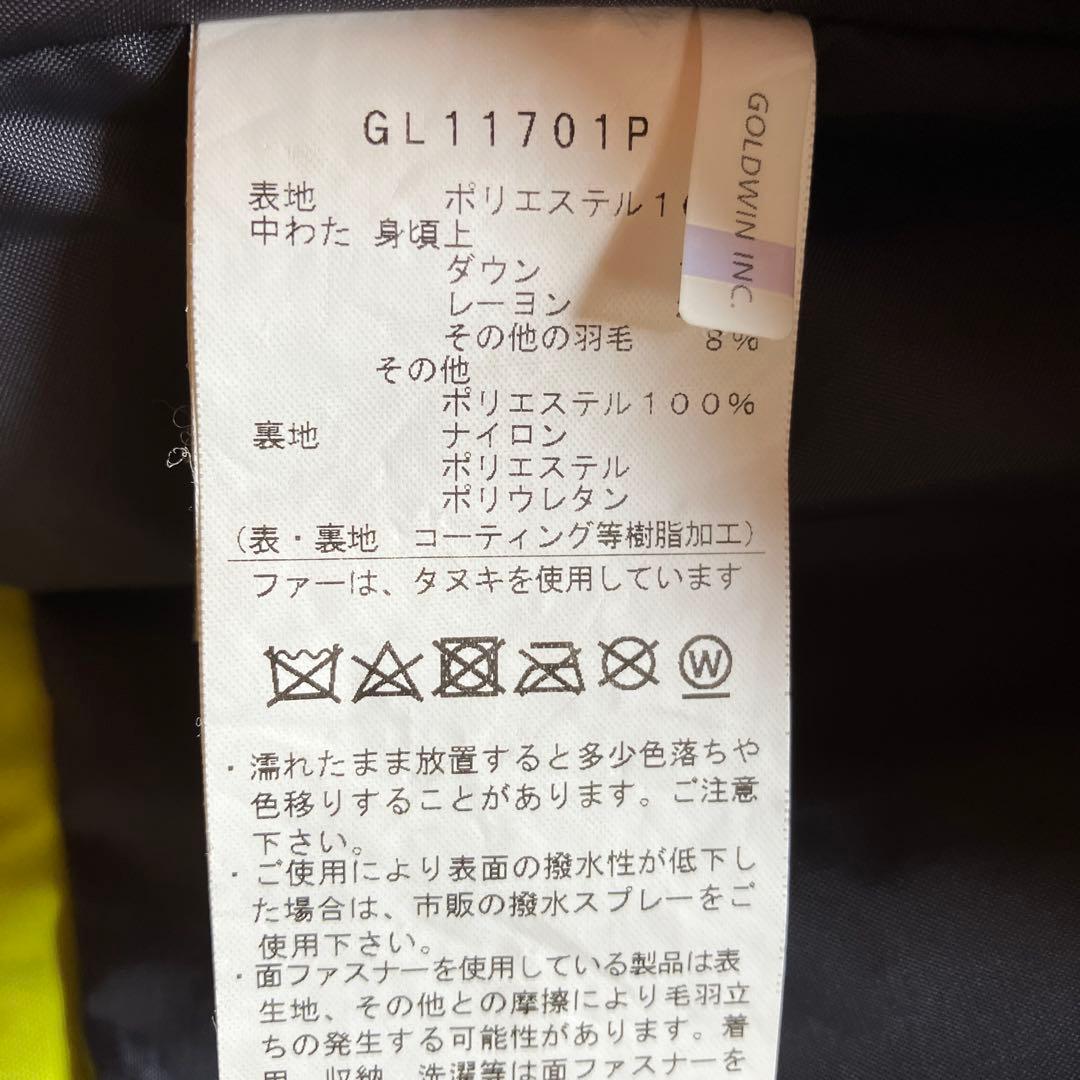 GL11701P
GOLDWIN INC.
表地 ポリエステル1
中わた 身頃上
ダウン
レーヨン
その他の羽毛 8%
その他
ポリエステル100%
裏地 ナイロン
ポリエステル
ポリウレタン
(表・裏地 コーティング等樹脂加工)
ファーは、タヌキを使用しています
W
・濡れたまま放置すると多少色落ちや
色移りすることがあります。ご注意
下さい。
・ご使用により表面の撥水性が低下し
た場合は、市販の撥水スプレーをご
使用下さい。
・面ファスナーを使用している製品は表
生地、その他との摩擦により毛羽立
ちの発生する可能性があります。着
用、収納、洗濯等は面ファスナーを